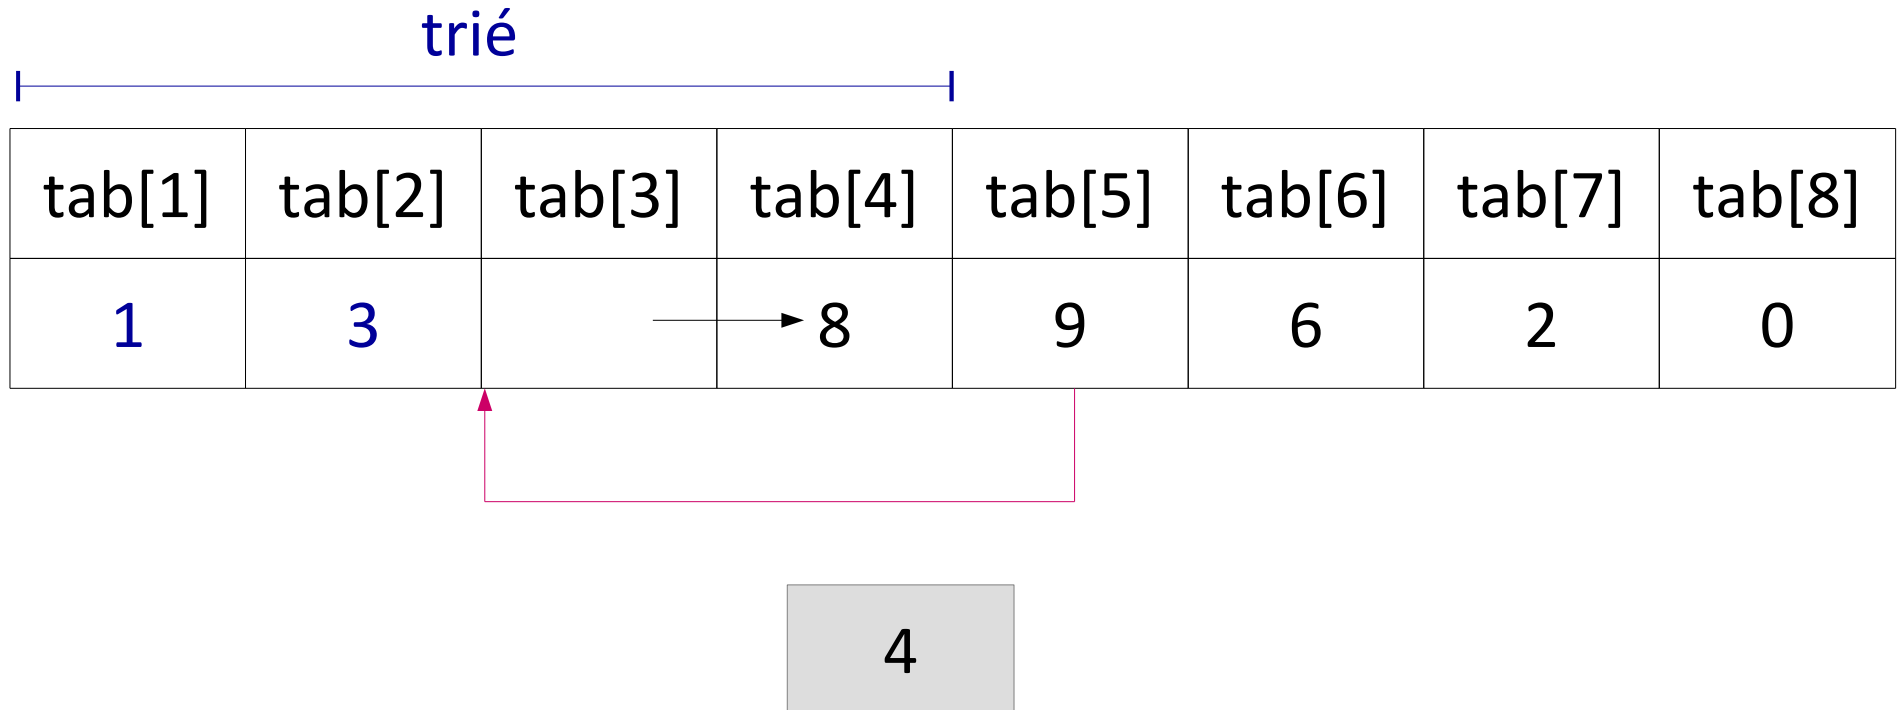 trié
tab[1] tab[2] tab[3] tab[4] tab[5] tab[6] tab[7] tab[8]
1 3 8 9 6 2 0
4